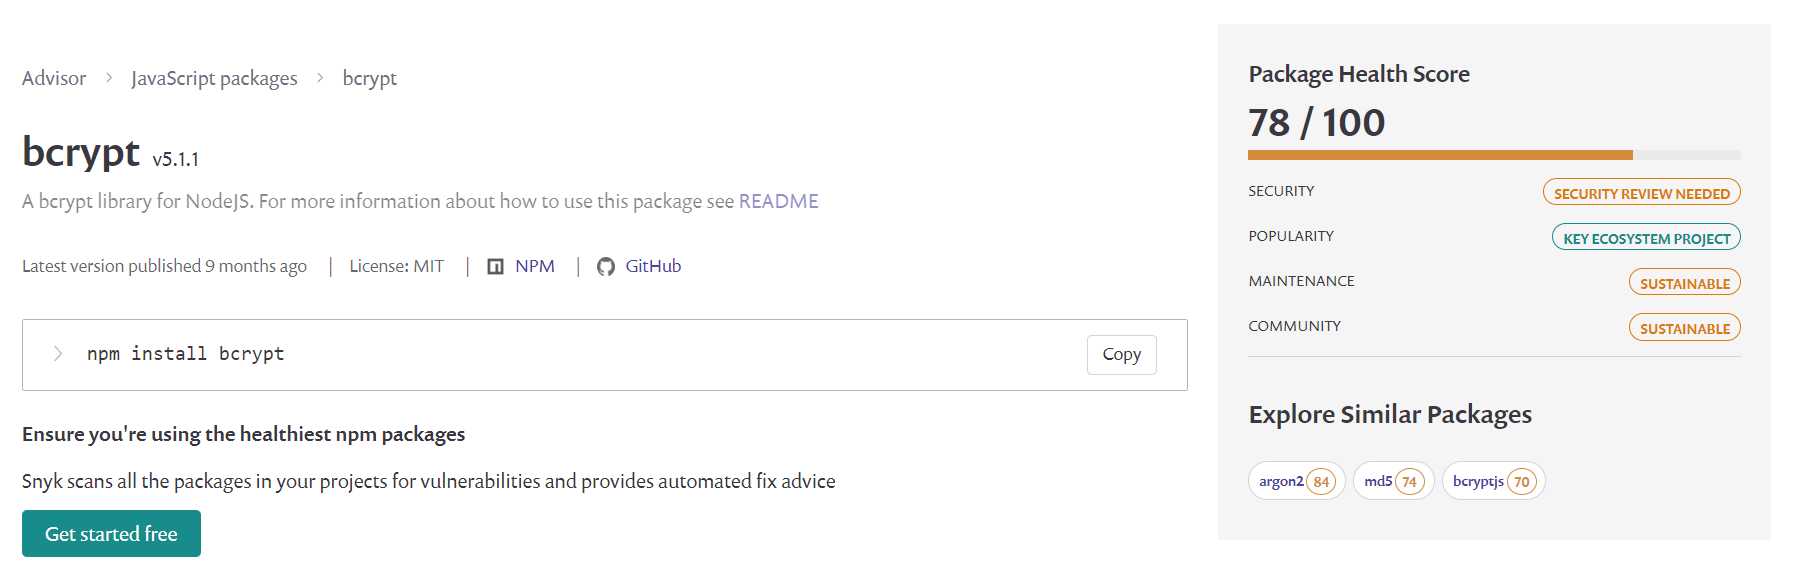 Advisor > JavaScript packages > bcrypt
bcrypt v5.1.1
A bcrypt library for NodeJS. For more information about how to use this package see README
Latest version published 9 months ago | License: MIT | NPM | GitHub
> npm install bcrypt Copy
Ensure you're using the healthiest npm packages
Snyk scans all the packages in your projects for vulnerabilities and provides automated fix advice
Get started free
Package Health Score
78 / 100
SECURITY SECURITY REVIEW NEEDED
POPULARITY KEY ECOSYSTEM PROJECT
MAINTENANCE SUSTAINABLE
COMMUNITY SUSTAINABLE
Explore Similar Packages
argon2 84 md5 74 bcryptjs 70